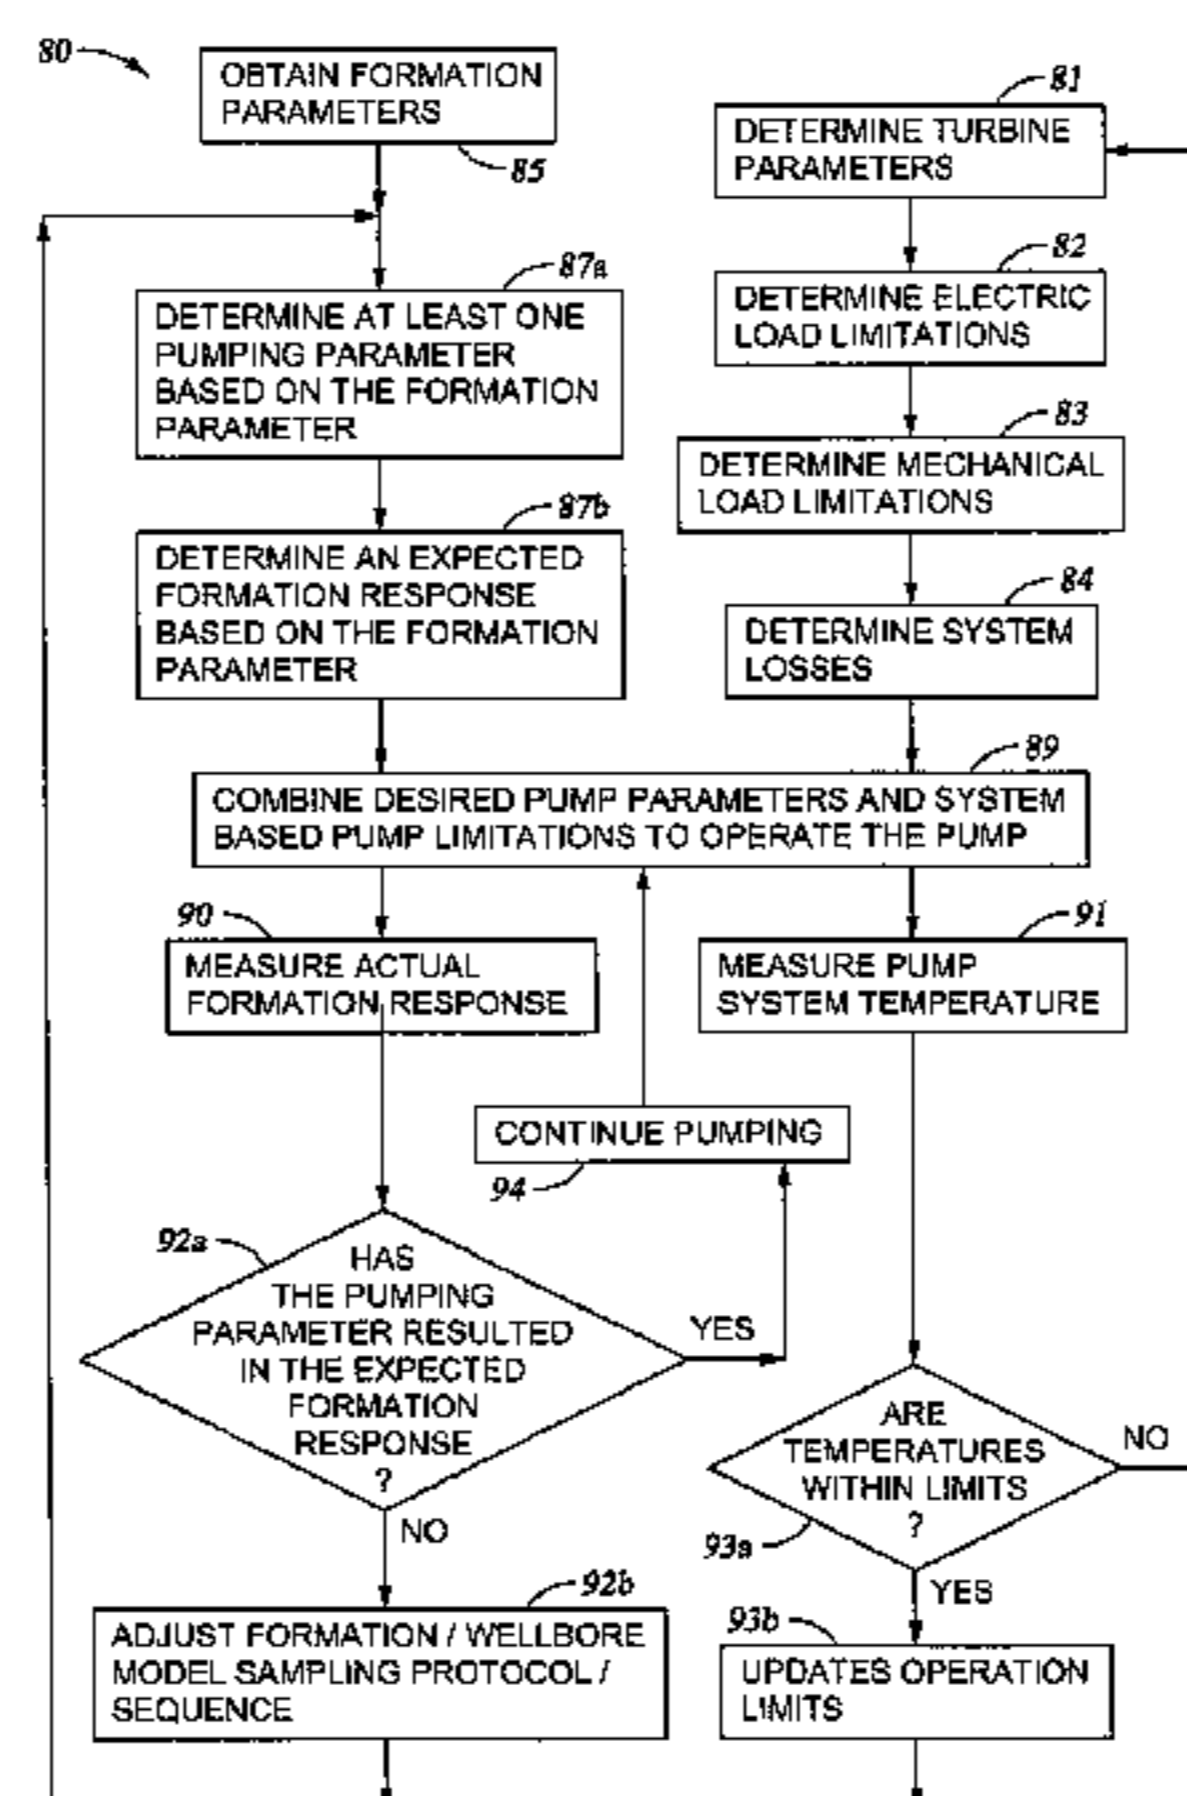 80
OBTAIN FORMATION
PARAMETERS
85
81
DETERMINE TURBINE
PARAMETERS
87a
DETERMINE AT LEAST ONE
PUMPING PARAMETER
BASED ON THE FORMATION
PARAMETER
82
DETERMINE ELECTRIC
LOAD LIMITATIONS
83
DETERMINE MECHANICAL
LOAD LIMITATIONS
87b
DETERMINE AN EXPECTED
FORMATION RESPONSE
BASED ON THE FORMATION
PARAMETER
84
DETERMINE SYSTEM
LOSSES
89
COMBINE DESIRED PUMP PARAMETERS AND SYSTEM
BASED PUMP LIMITATIONS TO OPERATE THE PUMP
90
MEASURE ACTUAL
FORMATION RESPONSE
91
MEASURE PUMP
SYSTEM TEMPERATURE
CONTINUE PUMPING
94
92a
HAS
THE PUMPING
PARAMETER RESULTED
IN THE EXPECTED
FORMATION
RESPONSE
?
YES
NO
ARE
TEMPERATURES
WITHIN LIMITS
?
93a
NO
YES
92b
ADJUST FORMATION / WELLBORE
MODEL SAMPLING PROTOCOL /
SEQUENCE
93b
UPDATES OPERATION
LIMITS